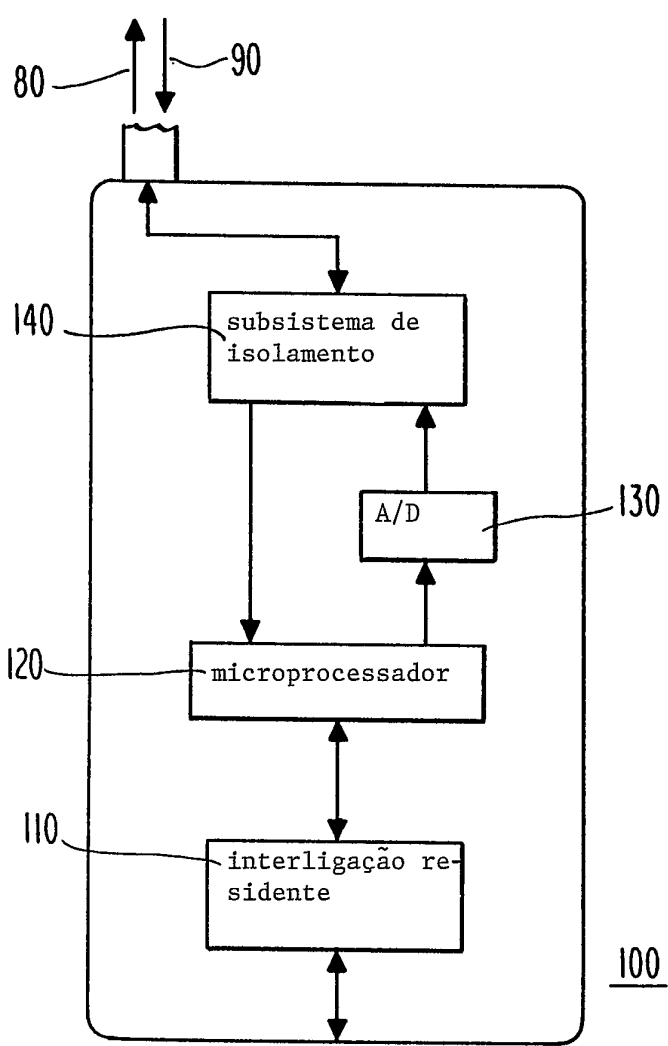 80
90
140
subsistema de
isolamento
A/D
130
120
microprocessador
110
interligação re-
sidente
100